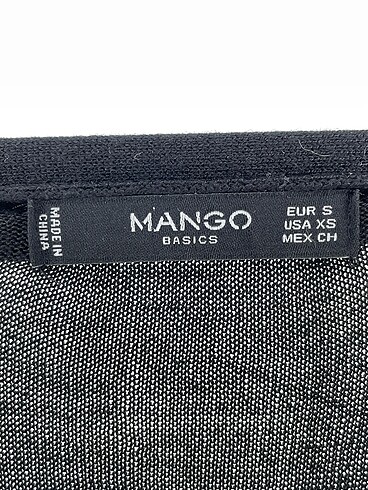 MADE IN
CHINA
MANGO
BASICS
EUR S
USA XS
MEX CH